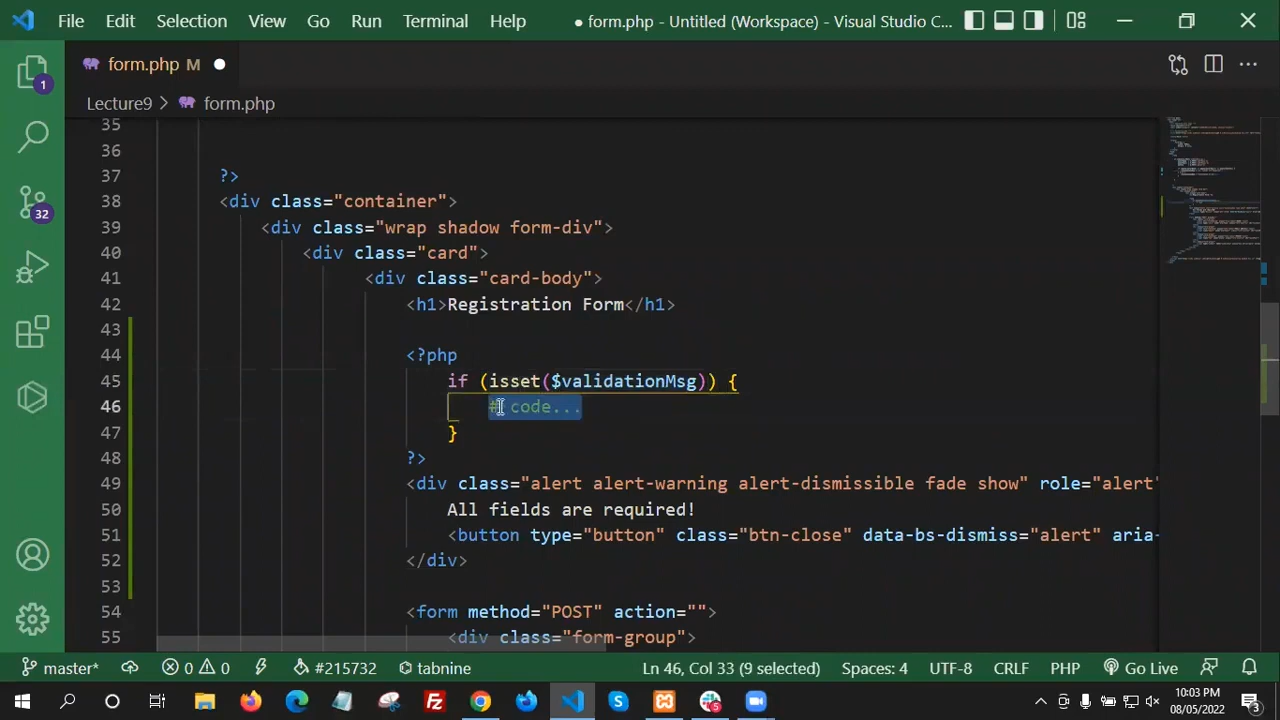 File Edit Selection View Go Run Terminal Help
● form.php - Untitled (Workspace) - Visual Studio C...
form.php M
1
Lecture9 > form.php
35
36
37 ?>
38 <div class="container">
39 <div class="wrap shadow form-div">
40 <div class="card">
41 <div class="card-body">
42 <h1>Registration Form</h1>
43
44 <?php
45 if (isset($validationMsg)) {
46 # code...
47 }
48 ?>
49 <div class="alert alert-warning alert-dismissible fade show" role="alert"
50 All fields are required!
51 <button type="button" class="btn-close" data-bs-dismiss="alert" aria-
52 </div>
53
54 <form method="POST" action="">
55 <div class="form-group">
32
master* 0 0 #215732 tabnine Ln 46, Col 33 (9 selected) Spaces: 4 UTF-8 CRLF PHP Go Live
10:03 PM
08/05/2022
3